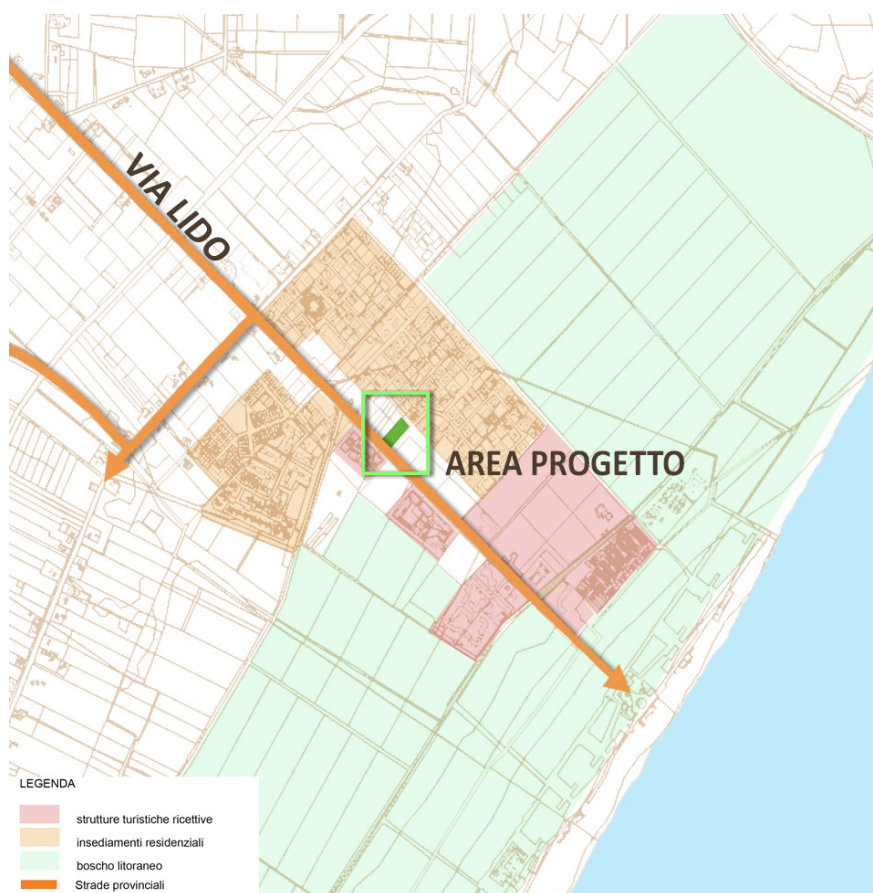 VIA LIDO
AREA PROGETTO
LEGENDA
strutture turistiche ricettive
insediamenti residenziali
boscho litoraneo
Strade provinciali